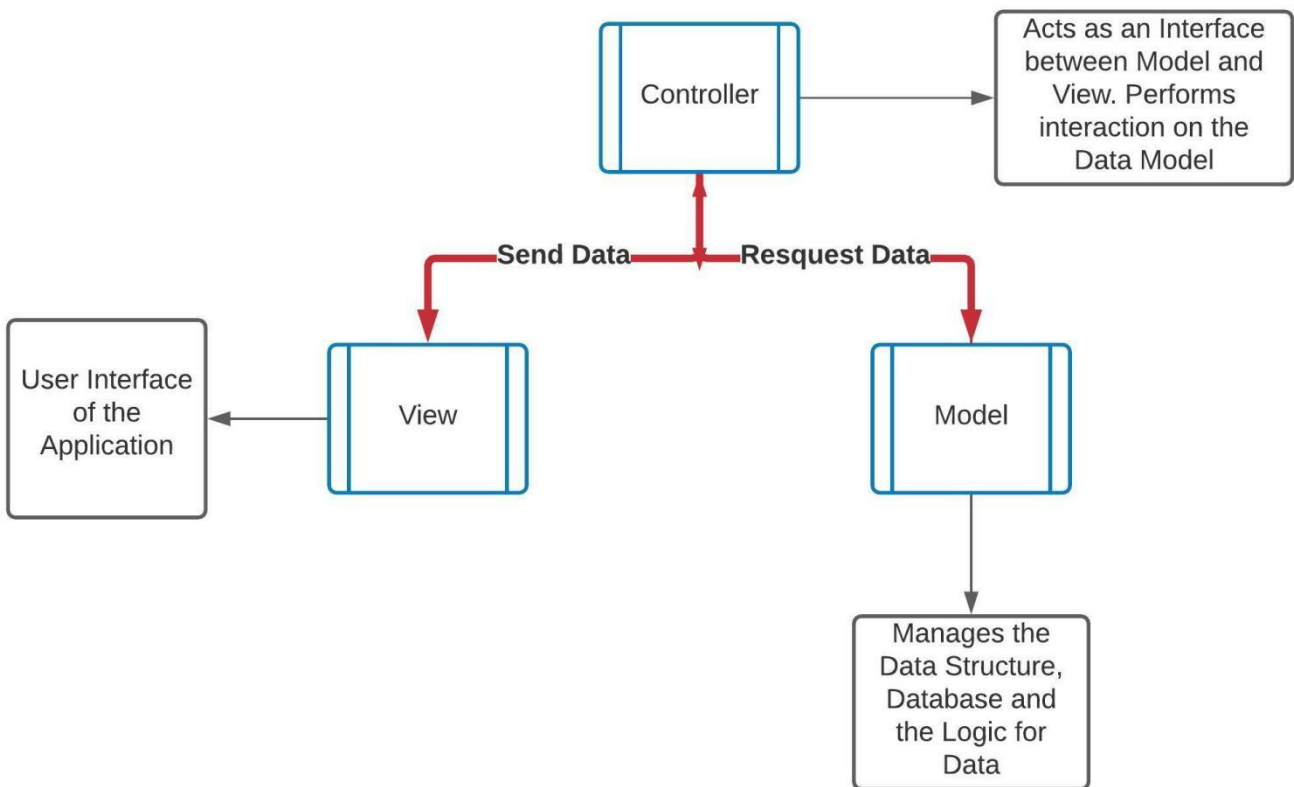 Controller
Acts as an Interface
between Model and
View. Performs
interaction on the
Data Model
Send Data
Resquest Data
User Interface
of the
Application
View
Model
Manages the
Data Structure,
Database and
the Logic for
Data